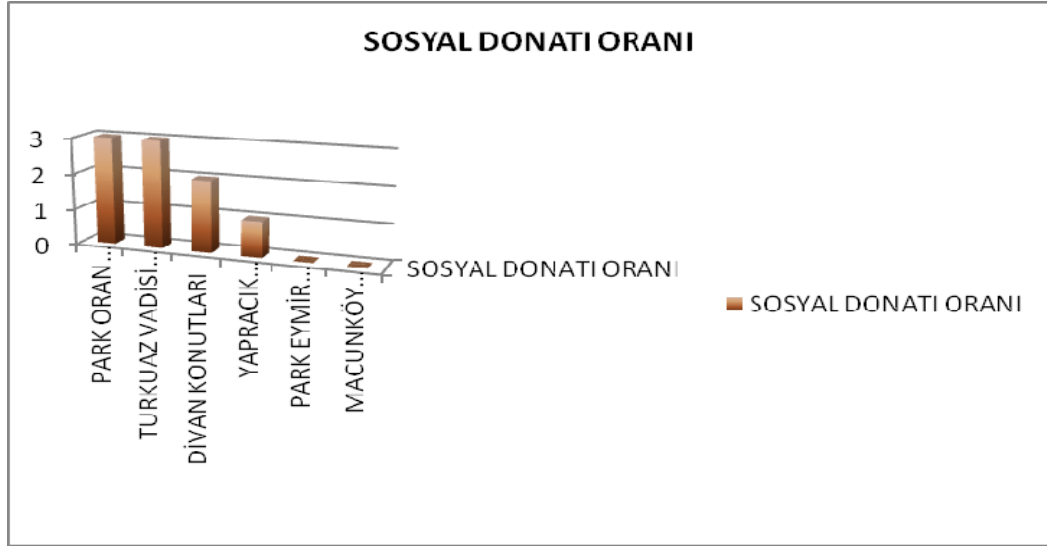 SOSYAL DONATI ORANI
3
2
1
0
PARK ORAN ...
TURKUAZ VADİSİ ...
DİVAN KONUTLARI
YAPRACIK ...
PARK EYMİR ...
MACUNKÖY ...
SOSYAL DONATI ORANI
SOSYAL DONATI ORANI